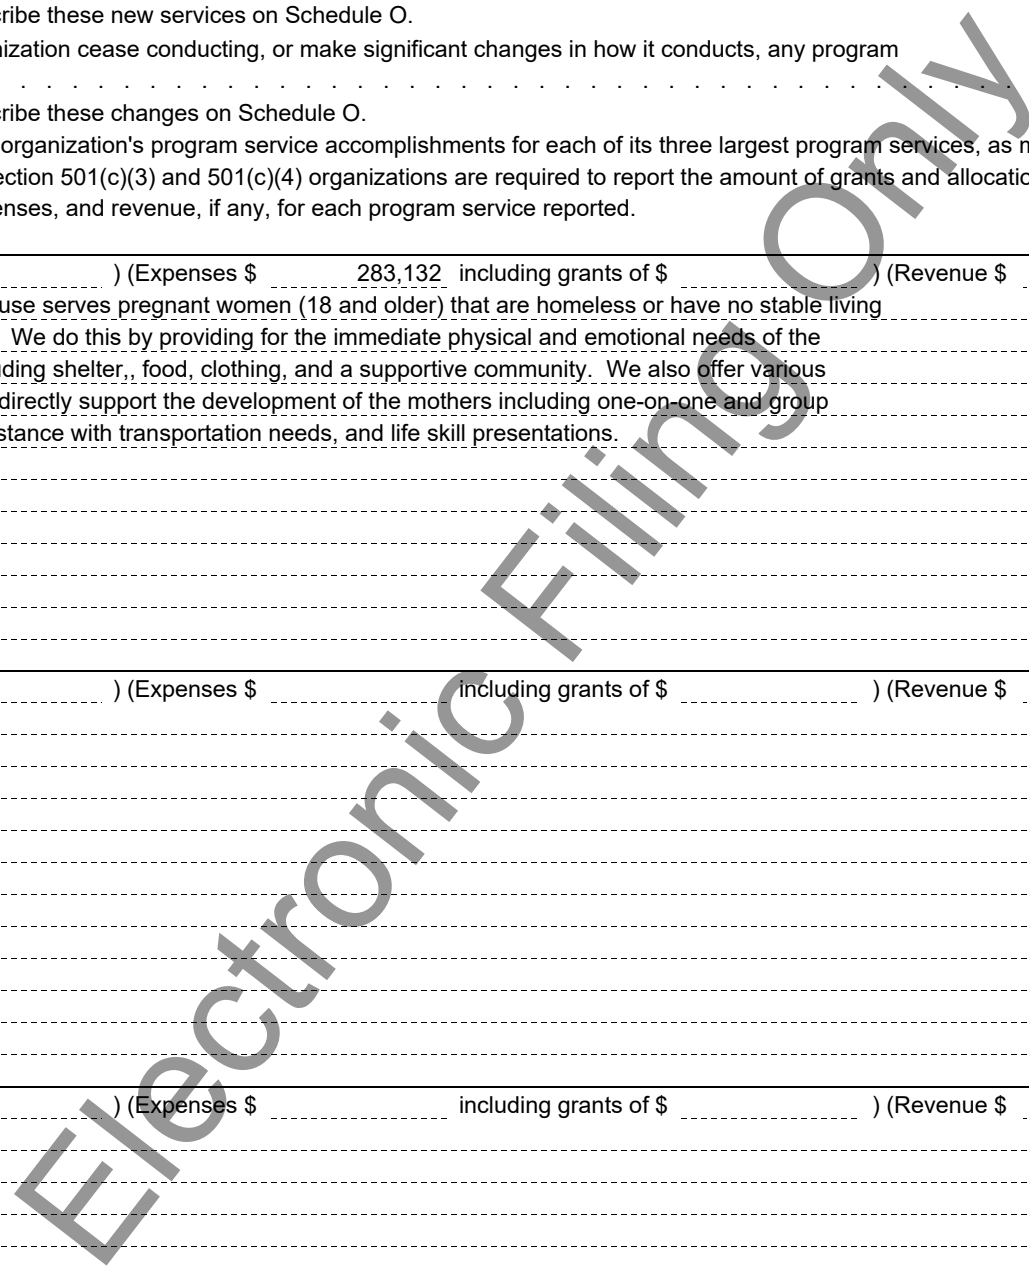 cribe these new services on Schedule O.
nization cease conducting, or make significant changes in how it conducts, any program
. . . . . . . . . . . . . . . . . . . . . . . . . . . . . . . . . . . . . . .
cribe these changes on Schedule O.
organization's program service accomplishments for each of its three largest program services, as m
ection 501(c)(3) and 501(c)(4) organizations are required to report the amount of grants and allocatio
enses, and revenue, if any, for each program service reported.
) (Expenses $ 283,132 including grants of $ ) (Revenue $
use serves pregnant women (18 and older) that are homeless or have no stable living
We do this by providing for the immediate physical and emotional needs of the
ding shelter,, food, clothing, and a supportive community. We also offer various
directly support the development of the mothers including one-on-one and group
stance with transportation needs, and life skill presentations.
) (Expenses $ including grants of $ ) (Revenue $
) (Expenses $ including grants of $ ) (Revenue $
Electronic Filing Only